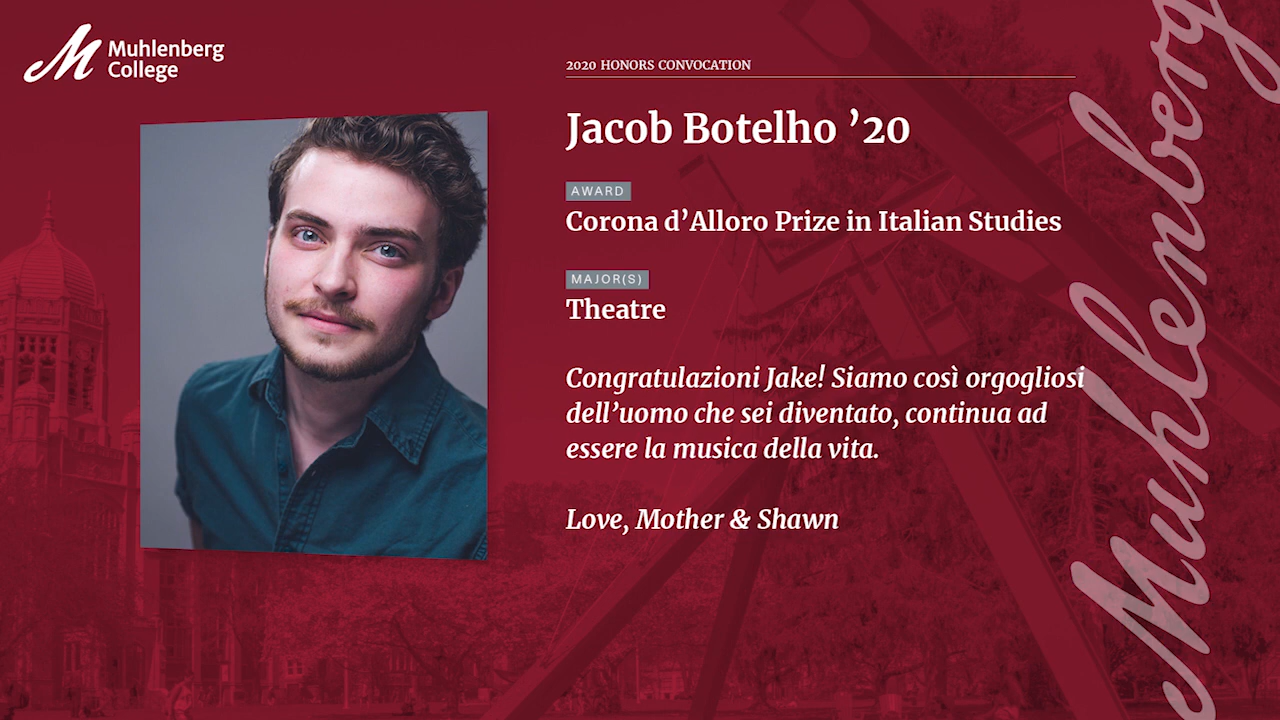 Muhlenberg
College
2020 HONORS CONVOCATION
Jacob Botelho ’20
AWARD
Corona d’Alloro Prize in Italian Studies
MAJOR(S)
Theatre
Congratulazioni Jake! Siamo così orgogliosi
dell’uomo che sei diventato, continua ad
essere la musica della vita.
Love, Mother & Shawn
Muhlenberg